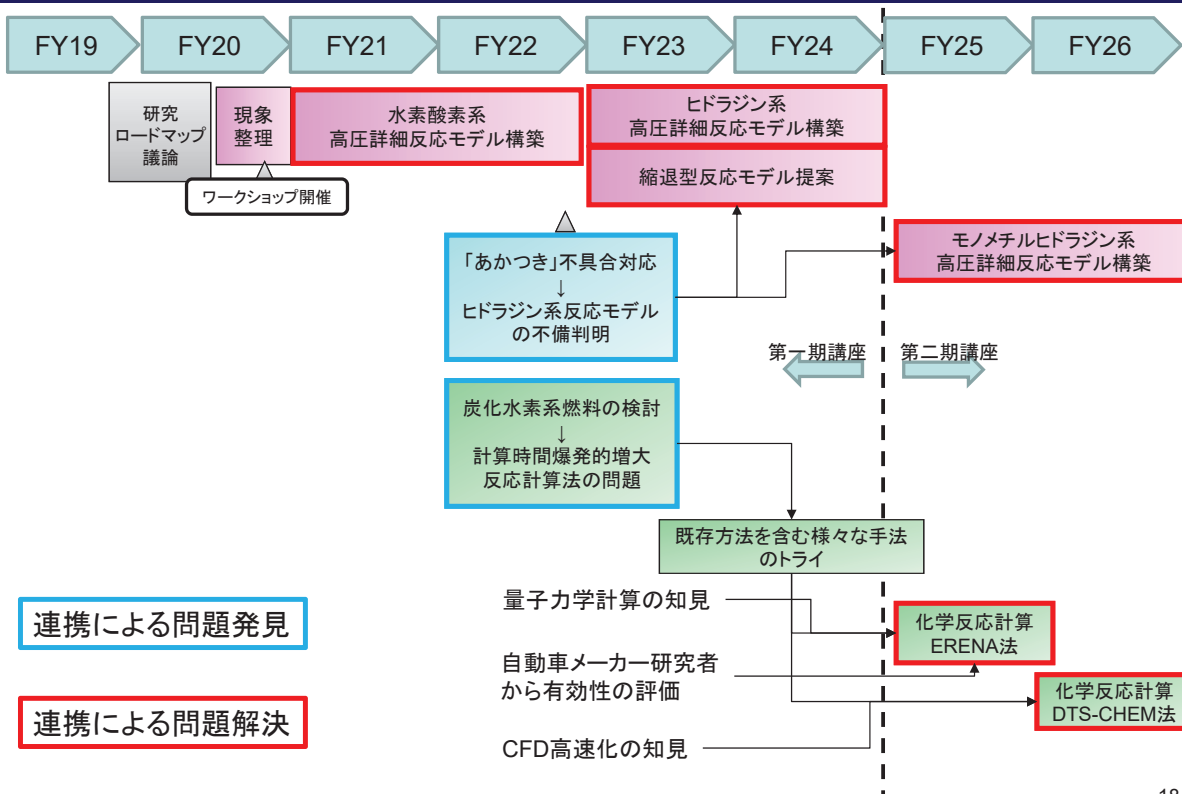 FY19
FY20
FY21
FY22
FY23
FY24
FY25
FY26
研究
ロードマップ
議論
現象
整理
水素酸素系
高圧詳細反応モデル構築
ヒドラジン系
高圧詳細反応モデル構築
縮退型反応モデル提案
ワークショップ開催
「あかつき」不具合対応
↓
ヒドラジン系反応モデル
の不備判明
モノメチルヒドラジン系
高圧詳細反応モデル構築
第一期講座
第二期講座
炭化水素系燃料の検討
↓
計算時間爆発的増大
反応計算法の問題
既存方法を含む様々な手法
のトライ
量子力学計算の知見
連携による問題発見
化学反応計算
ERENA法
自動車メーカー研究者
から有効性の評価
連携による問題解決
化学反応計算
DTS-CHEM法
CFD高速化の知見